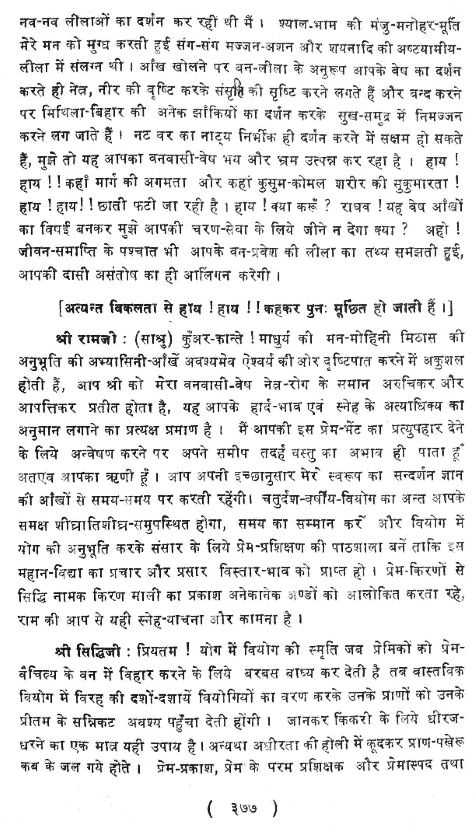 नव-नव लीलाओं का दर्शन कर रहीं थी मैं । श्याल-भाम की मंजु-मनोहर-मूर्ति
मेरे मन को मुग्ध करती हुई संग-संग मज्जन-अशन और शयनादि की अष्टयामीय-
लीला में संलग्न थी । आँख खोलने पर वन-लीला के अनुरूप आपके वेष का दर्शन
करते ही नेत्र, नीर की वृष्टि करके संसृति की सृष्टि करने लगते हैं और बन्द करने
पर मिथिला-बिहार की अनेक झाँकियों का दर्शन करके सुख-समुद्र में निमज्जन
करने लग जाते हैं । नट वर का नाट्य निर्भीक ही दर्शन करने में सक्षम हो सकते
हैं, मुझे तो यह आपका वनवासी-वेष भय और भ्रम उत्पन्न कर रहा है । हाय !
हाय !! कहाँ मार्ग की अगमता और कहां कुसुम-कोमल शरीर की सुकुमारता !
हाय ! हाय !! छाती फटी जा रही है । हाय ! क्या करूँ ? राघव ! यह वेष आँखों
का विषई बनकर मुझे आपकी चरण-सेवा के लिये जीने न देगा क्या ? अहो !
जीवन-समाप्ति के पश्चात भी आपके वन-प्रवेश की लीला का तथ्य समझती हुई,
आपकी दासी असंतोष का ही आलिंगन करेगी ।
[अत्यन्त विकलता से हाय ! हाय !! कहकर पुनः मूर्छित हो जाती हैं ।]
श्री रामजी : (साश्रु) कुँअर-कान्ते ! माधुर्य की मन-मोहिनी मिठास की
अनुभूति की अभ्यासिनी-आँखें अवश्यमेव ऐश्वर्य की ओर दृष्टिपात करने में अकुशल
होती हैं, आप श्री को मेरा वनवासी-वेष नेत्र-रोग के समान अरुचिकर और
आपत्तिकर प्रतीत होता है, यह आपके हार्द-भाव एवं स्नेह के अत्याधिक्य का
अनुमान लगाने का प्रत्यक्ष प्रमाण है । मैं आपकी इस प्रेम-भेंट का प्रत्युपहार देने
के लिये अन्वेषण करने पर अपने समीप तदर्ह वस्तु का अभाव ही पाता हूँ
अतएव आपका ऋणी हूँ । आप अपनी इच्छानुसार मेरे स्वरूप का सन्दर्शन ज्ञान
की आँखों से समय-समय पर करती रहेंगी । चतुर्दश-वर्षीय-वियोग का अन्त आपके
समक्ष शीघ्रातिशीघ्र-समुपस्थित होगा, समय का सम्मान करें और वियोग में
योग की अनुभूति करके संसार के लिये प्रेम-प्रशिक्षण की पाठशाला बनें ताकि इस
महान-विद्या का प्रचार और प्रसार विस्तार-भाव को प्राप्त हो । प्रेम-किरणों से
सिद्धि नामक किरण माली का प्रकाश अनेकानेक अण्डों को आलोकित करता रहे,
राम की आप से यही स्नेह-याचना और कामना है ।
श्री सिद्धिजी : प्रियतम ! योग में वियोग की स्मृति जब प्रेमिकों को प्रेम-
वैचित्य के वन में विहार करने के लिये बरबस बाध्य कर देती है तब वास्तविक
वियोग में विरह की दशों-दशायें वियोगियों का वरण करके उनके प्राणों को उनके
प्रीतम के सन्निकट अवश्य पहुँचा देती होंगी । जानकर किंकरी के लिये धीरज-
धरने का एक मात्र यही उपाय है । अन्यथा अधीरता की होली में कूदकर प्राण-पखेरू
कब के जल गये होते । प्रेम-प्रकाश, प्रेम के परम प्रशिक्षक और प्रेमास्पद तथा
( ३७७ )